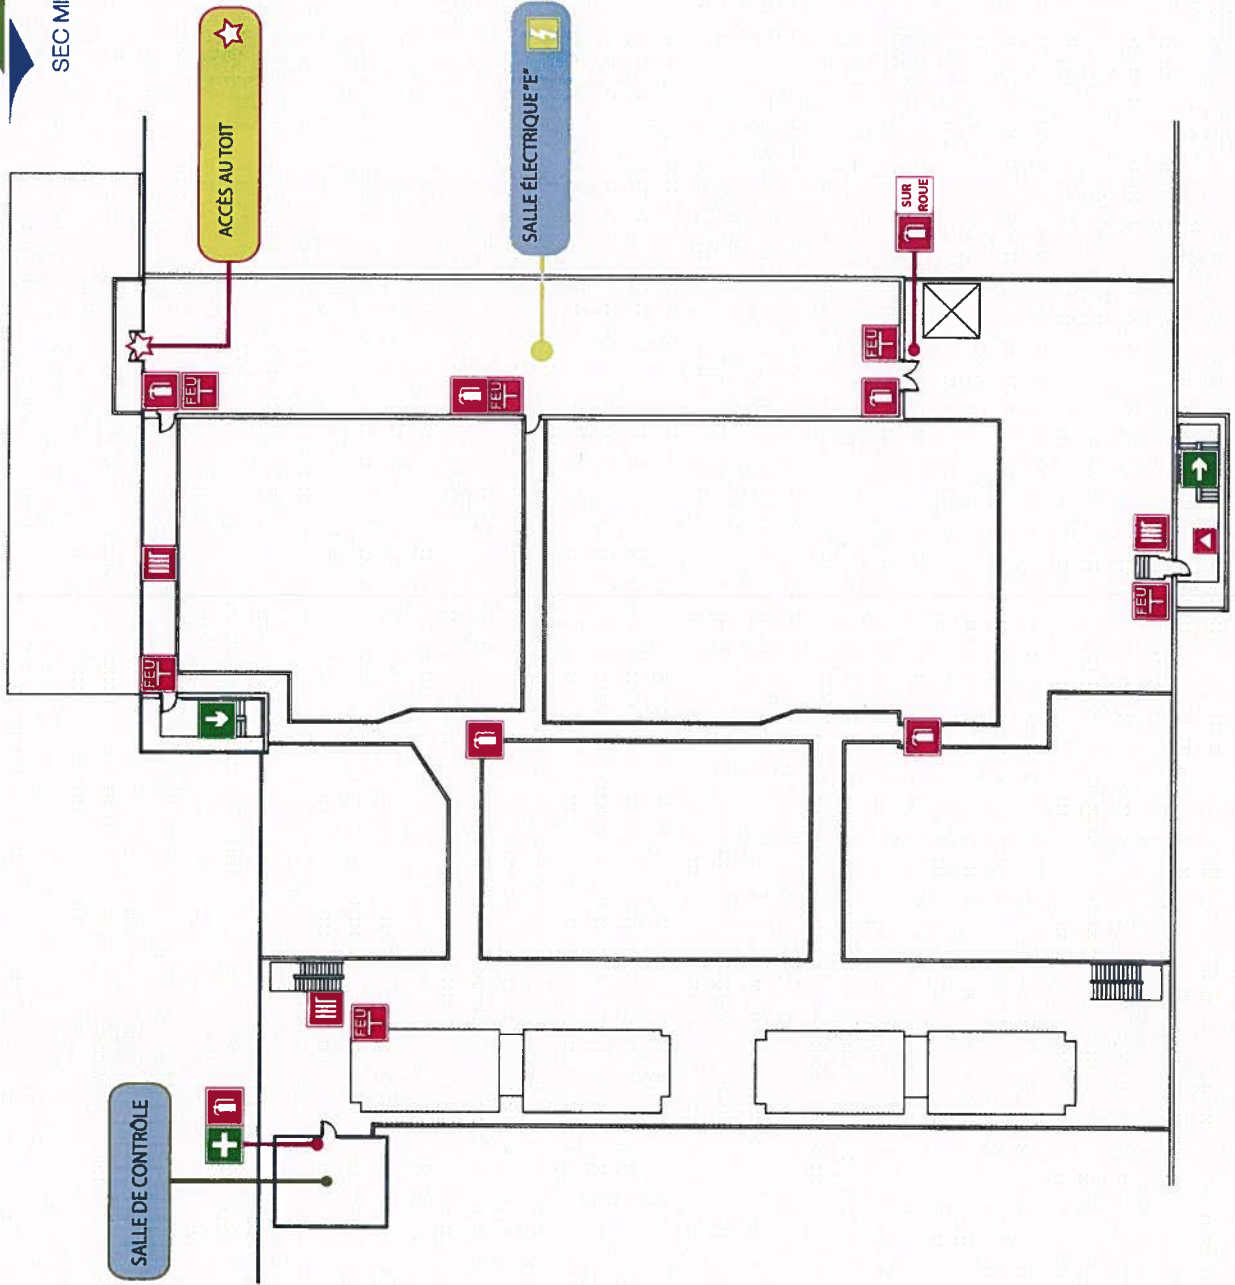 SEC MI
ACCÈS AU TOIT
SALLE ÉLECTRIQUE "E"
SUR
ROUE
FEU
FEU
FEU
FEU
FEU
FEU
SALLE DE CONTRÔLE